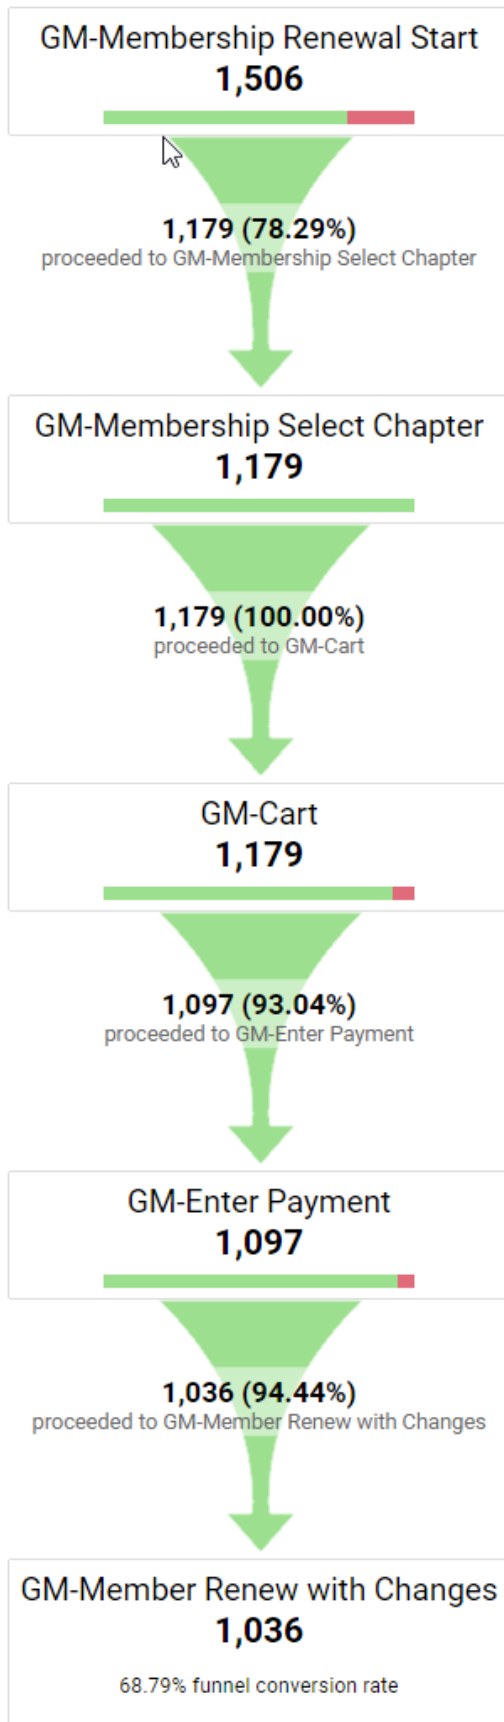 GM-Membership Renewal Start
1,506
1,179 (78.29%)
proceeded to GM-Membership Select Chapter
GM-Membership Select Chapter
1,179
1,179 (100.00%)
proceeded to GM-Cart
GM-Cart
1,179
1,097 (93.04%)
proceeded to GM-Enter Payment
GM-Enter Payment
1,097
1,036 (94.44%)
proceeded to GM-Member Renew with Changes
GM-Member Renew with Changes
1,036
68.79% funnel conversion rate